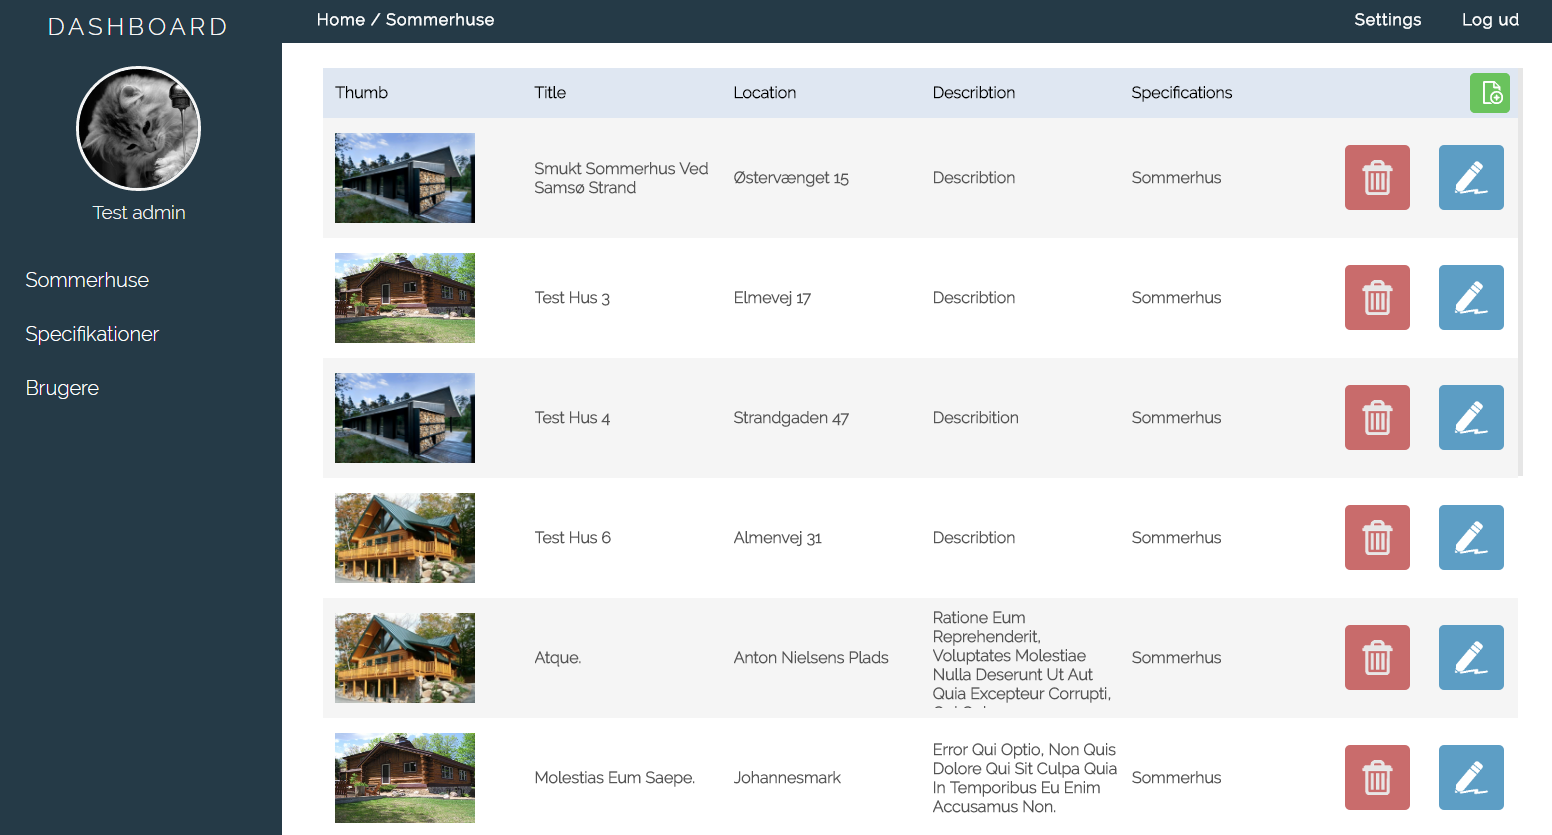 DASHBOARD
Home / Sommerhuse
Settings
Log ud
Test admin
Sommerhuse
Specifikationer
Brugere
Thumb
Title
Location
Describtion
Specifications
Smukt Sommerhus Ved
Samsø Strand
Østervænget 15
Describtion
Sommerhus
Test Hus 3
Elmevej 17
Describtion
Sommerhus
Test Hus 4
Strandgaden 47
Describition
Sommerhus
Test Hus 6
Almenvej 31
Describtion
Sommerhus
Atque.
Anton Nielsens Plads
Ratione Eum
Reprehenderit,
Voluptates Molestiae
Nulla Deserunt Ut Aut
Quia Excepteur Corrupti,
Sommerhus
Molestias Eum Saepe.
Johannesmark
Error Qui Optio, Non Quis
Dolore Qui Sit Culpa Quia
In Temporibus Eu Enim
Accusamus Non.
Sommerhus